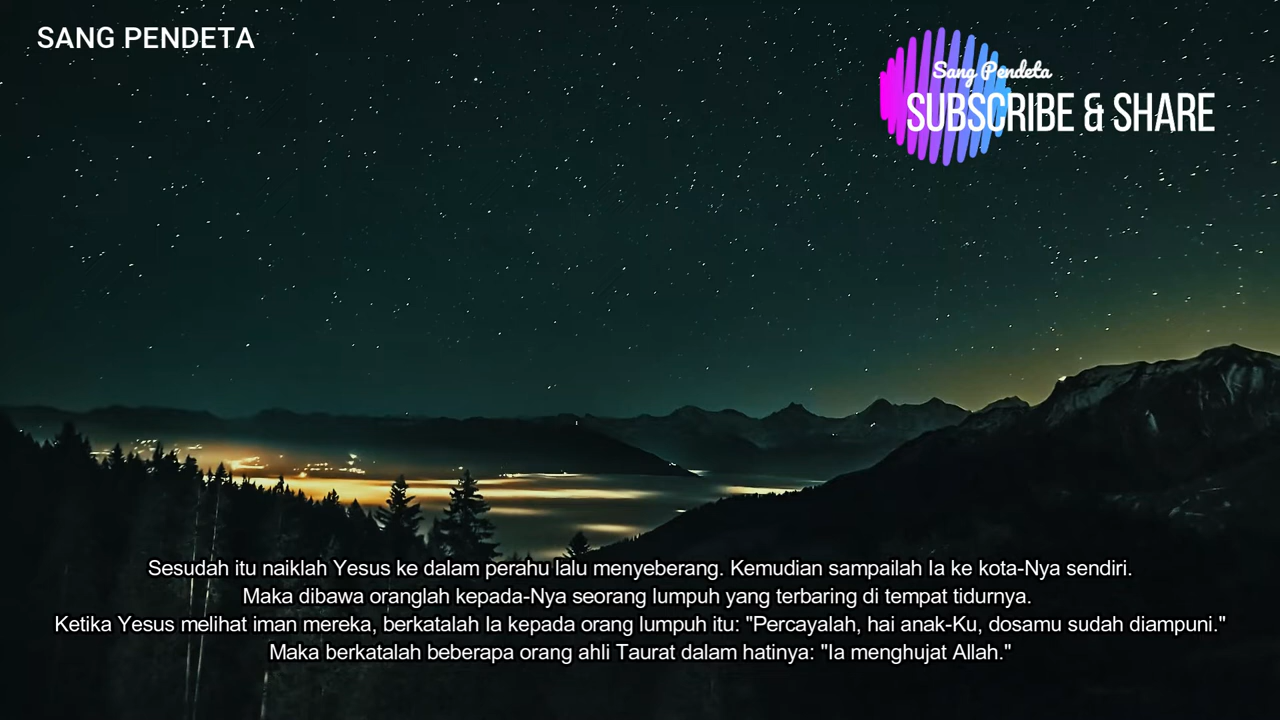 SANG PENDETA
Sang Pendeta
SUBSCRIBE & SHARE
Sesudah itu naiklah Yesus ke dalam perahu lalu menyeberang. Kemudian sampailah Ia ke kota-Nya sendiri.
Maka dibawa oranglah kepada-Nya seorang lumpuh yang terbaring di tempat tidurnya.
Ketika Yesus melihat iman mereka, berkatalah Ia kepada orang lumpuh itu: "Percayalah, hai anak-Ku, dosamu sudah diampuni."
Maka berkatalah beberapa orang ahli Taurat dalam hatinya: "Ia menghujat Allah."